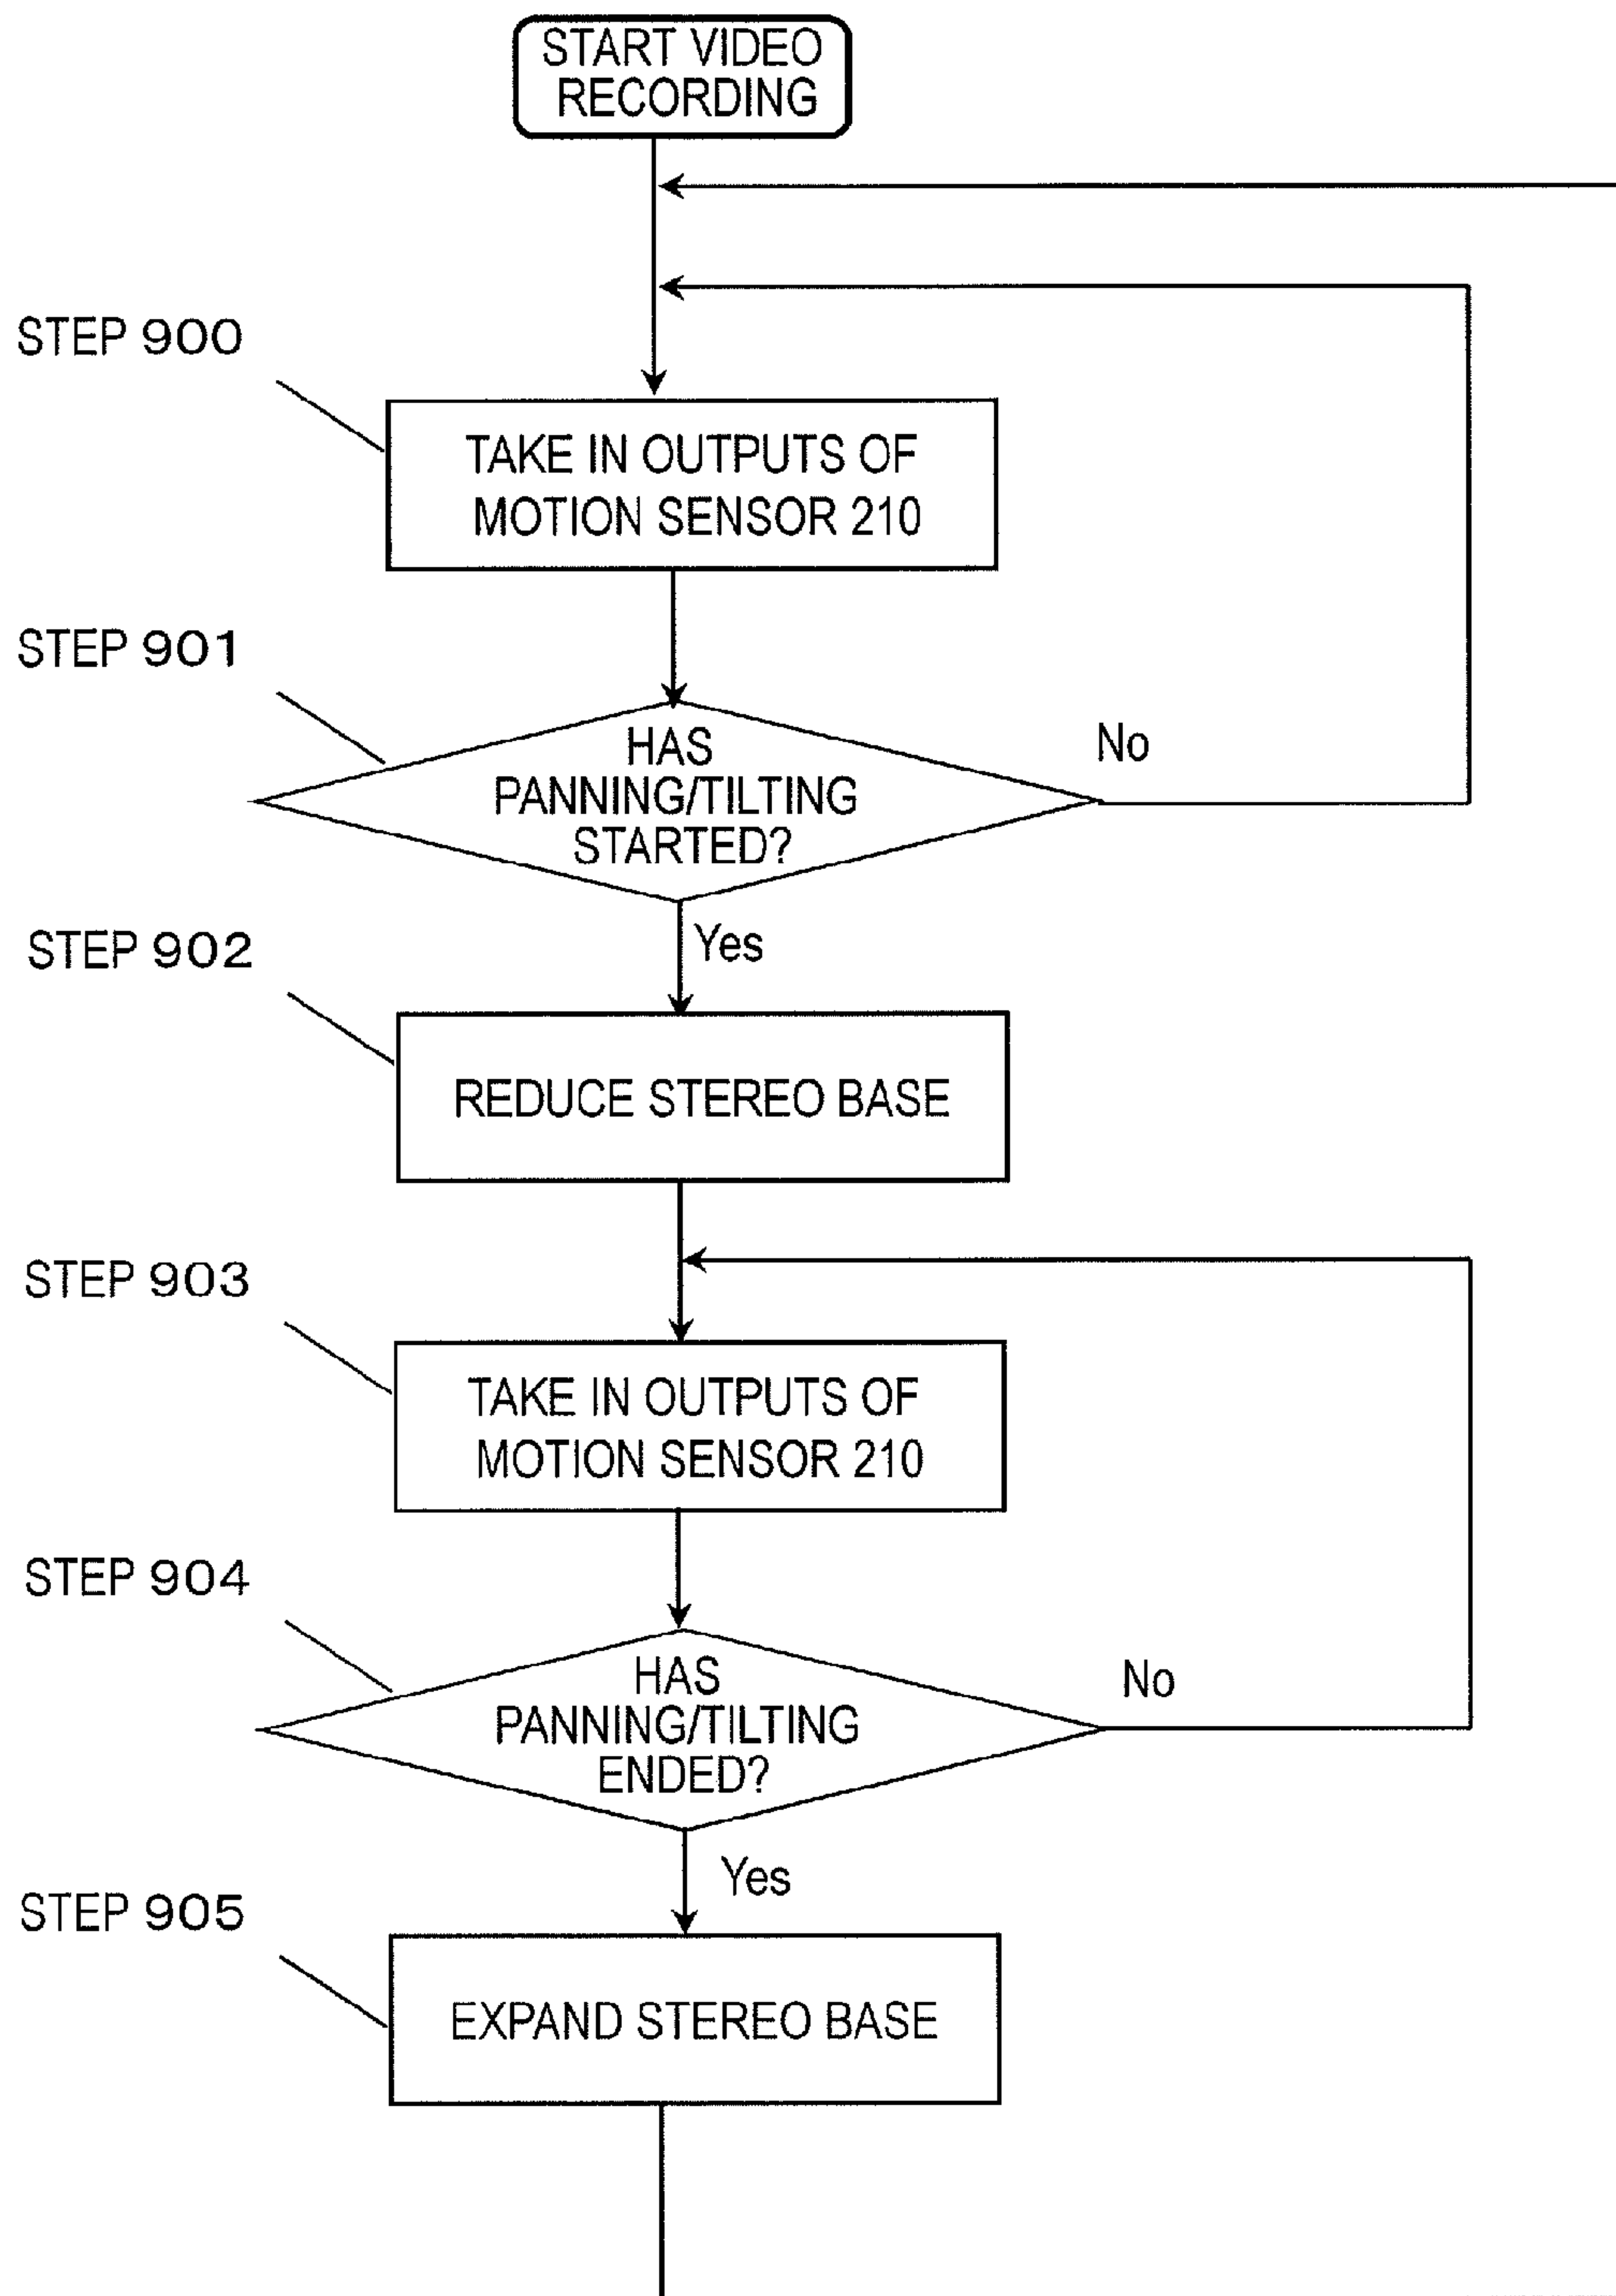 START VIDEO
RECORDING
STEP 900
TAKE IN OUTPUTS OF
MOTION SENSOR 210
STEP 901
HAS
PANNING/TILTING
STARTED?
No
Yes
STEP 902
REDUCE STEREO BASE
STEP 903
TAKE IN OUTPUTS OF
MOTION SENSOR 210
STEP 904
HAS
PANNING/TILTING
ENDED?
No
Yes
STEP 905
EXPAND STEREO BASE